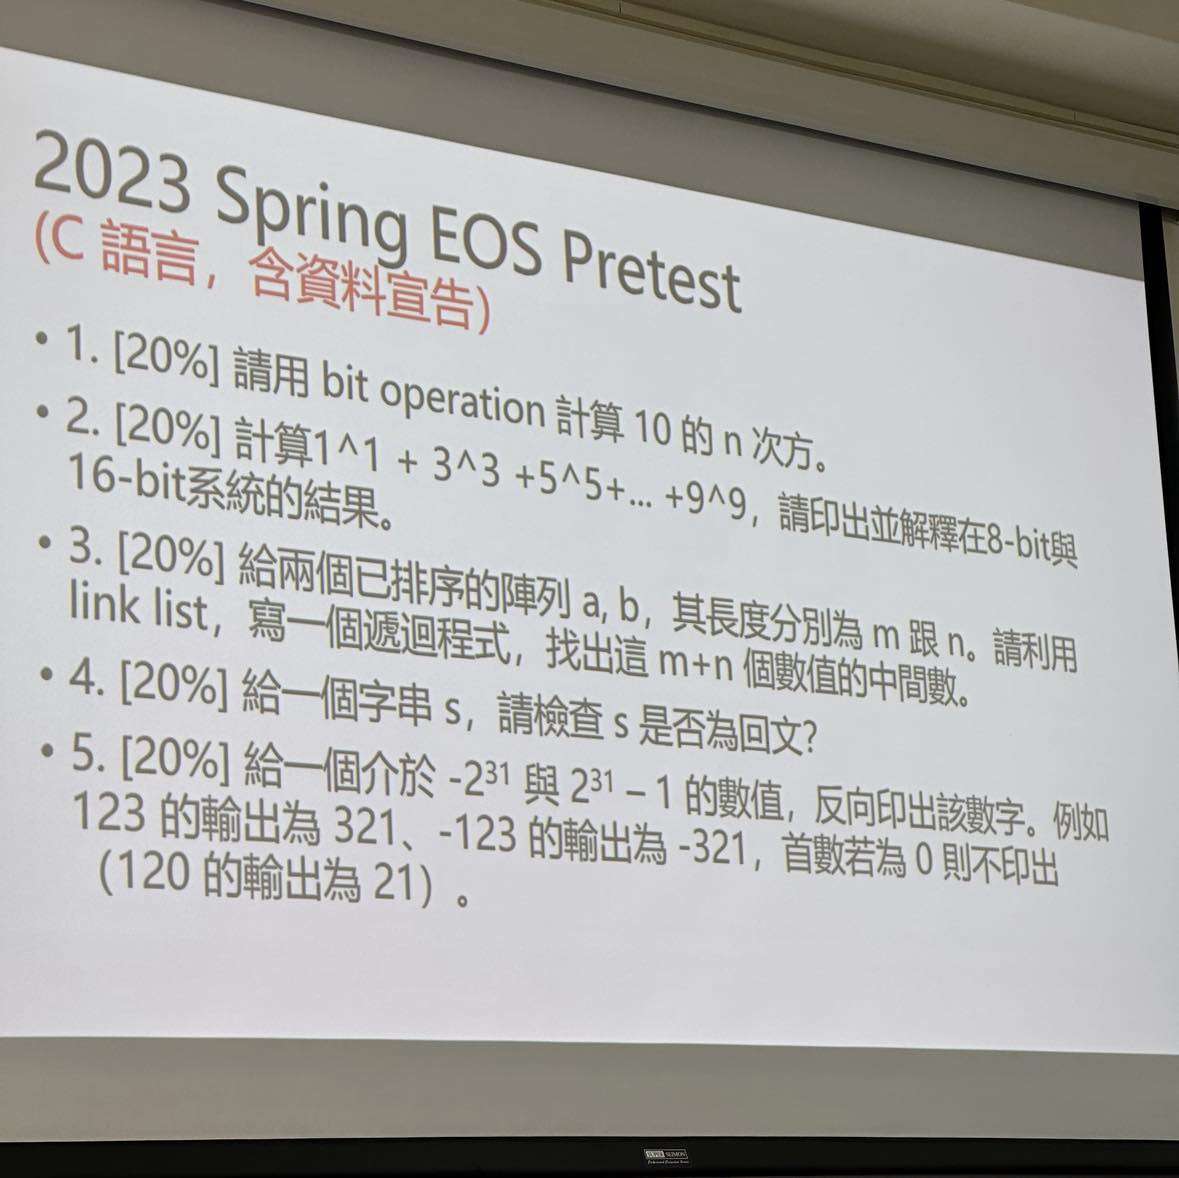 2023 Spring EOS Pretest
(C 語言，含資料宣告)
• 1. [20%] 請用 bit operation 計算 10 的 n 次方。
• 2. [20%] 計算1^1 + 3^3 +5^5+... +9^9，請印出並解釋在8-bit與
16-bit系統的結果。
• 3. [20%] 給兩個已排序的陣列 a, b，其長度分別為 m 跟 n。請利用
link list，寫一個遞迴程式，找出這 m+n 個數值的中間數。
• 4. [20%] 給一個字串 s，請檢查 s 是否為回文?
• 5. [20%] 給一個介於 -2³¹ 與 2³¹ – 1 的數值，反向印出該數字。例如
123 的輸出為 321、-123 的輸出為 -321，首數若為 0 則不印出
（120 的輸出為 21）。